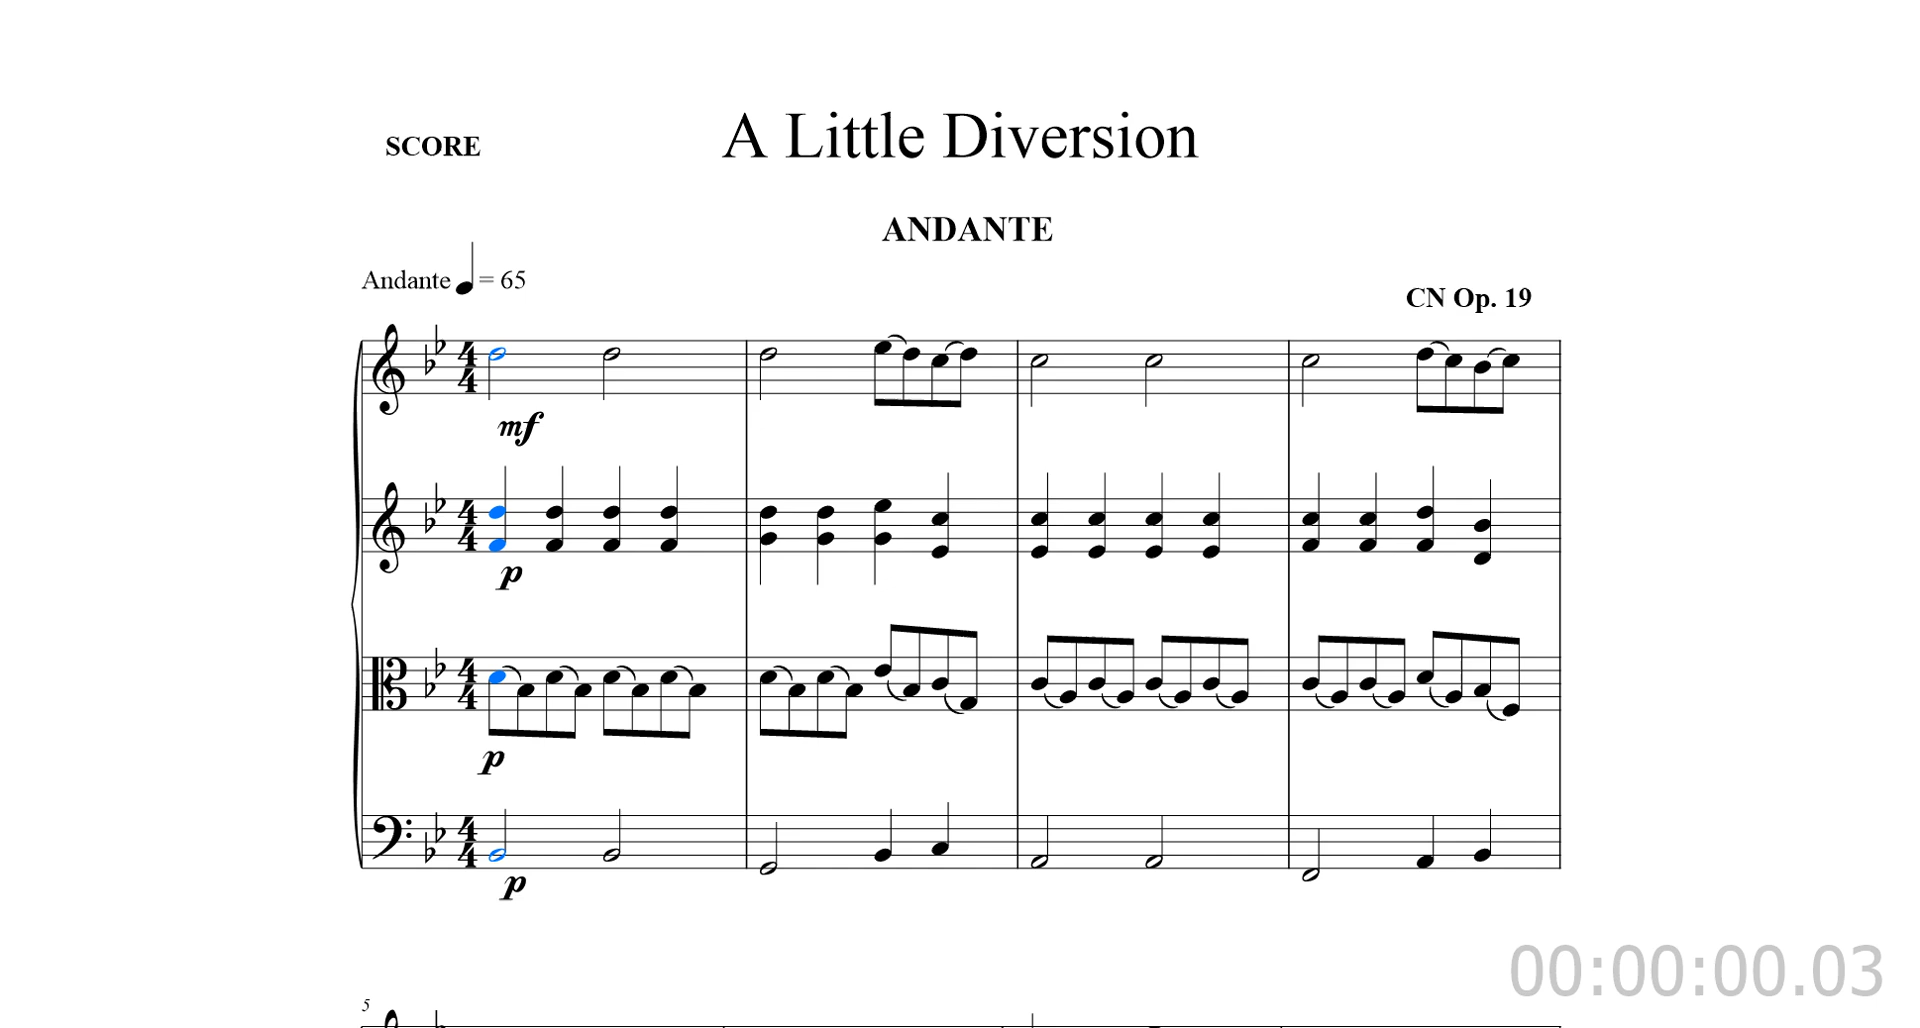 A Little Diversion
SCORE
ANDANTE
Andante = 65
CN Op. 19
mf
p
p
p
5
00:00:00.03